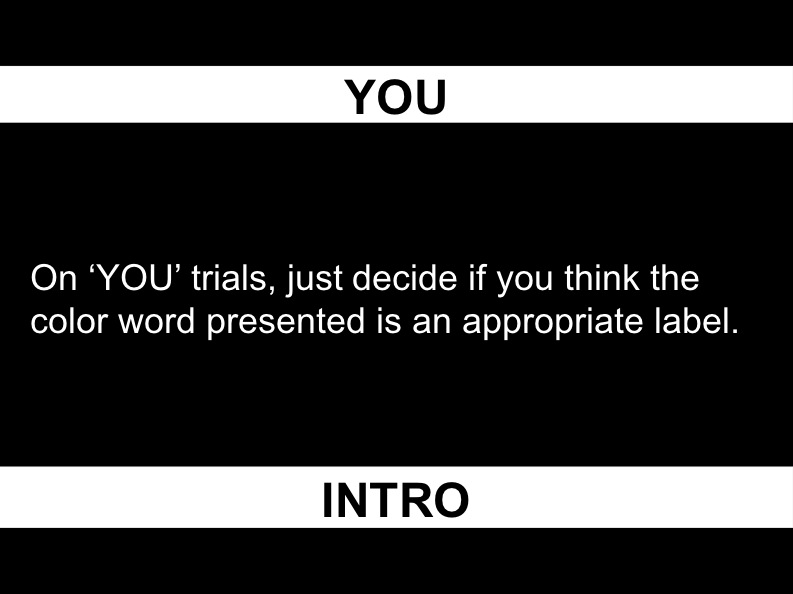 YOU
On ‘YOU’ trials, just decide if you think the
color word presented is an appropriate label.
INTRO